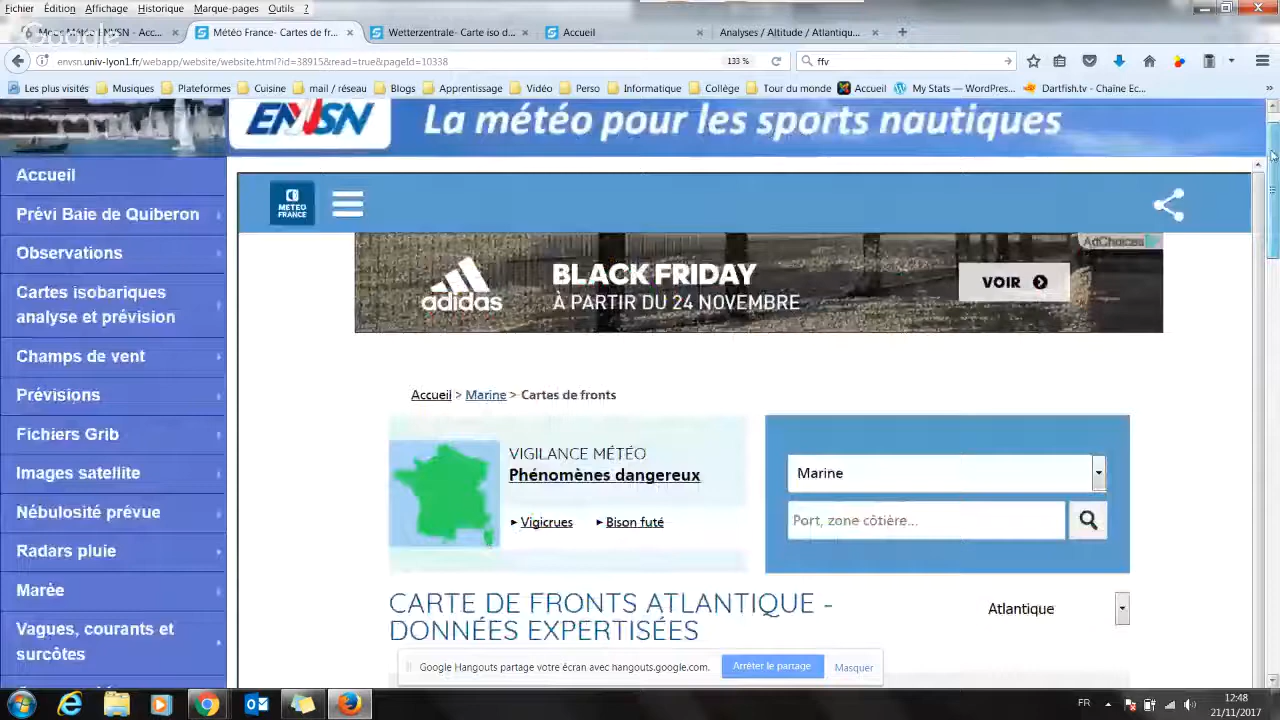 Fichier Édition Affichage Historique Marque-pages Outils ?
Google
Météo France- Cartes de fr... Wetterzentrale- Carte iso d... Accueil Analyses / Altitude / Atlantiqu...
envsn.univ-lyon1.fr/webapp/website/website.html?id=38915&read=true&pageId=10338 133 % ffv
Les plus visités Musique Plateformes Cuisine mail / réseau Blogs Apprentissage Vidéo Perso Informatique Collège Tour du monde Accueil My Stats — WordPres... Dartfish.tv - Chaîne Ec... »
ENVSN La météo pour les sports nautiques
Accueil
Prévi Baie de Quiberon
Observations
Cartes isobariques
analyse et prévision
Champs de vent
Prévisions
Fichiers Grib
Images satellite
Nébulosité prévue
Radars pluie
Marée
Vagues, courants et
surcôtes
METEO
FRANCE
AdChoices
adidas
BLACK FRIDAY
À PARTIR DU 24 NOVEMBRE
VOIR
Accueil > Marine > Cartes de fronts
VIGILANCE MÉTÉO
Phénomènes dangereux
Vigicrues Bison futé
Marine
Port, zone côtière...
CARTE DE FRONTS ATLANTIQUE -
DONNÉES EXPERTISÉES
Atlantique
Google Hangouts partage votre écran avec hangouts.google.com. Arrêter le partage Masquer
FR
12:48
21/11/2017